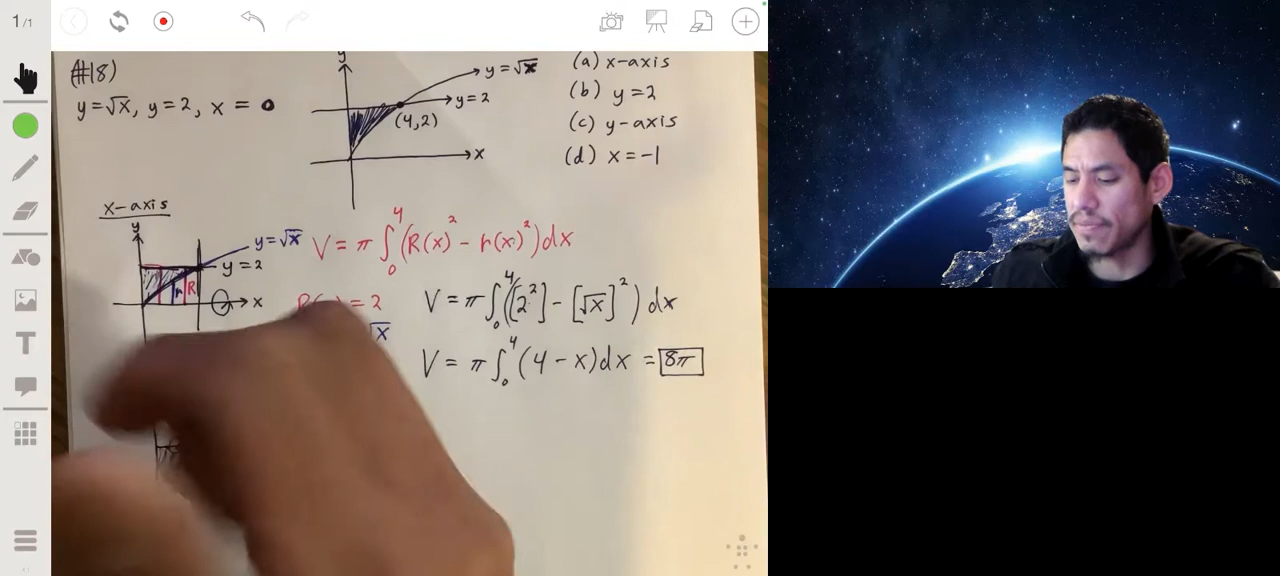 1/1
(#18)
y=√x, y=2, x = 0
y
y=√x
y=2
(4,2)
x
(a) x-axis
(b) y=2
(c) y-axis
(d) x=-1
x-axis
y
y=√x
y=2
r R
x
V = π∫₀⁴(R(x)² - r(x)²)dx
= 2
√x
V = π∫₀⁴([2²] - [√x]²) dx
V = π∫₀⁴(4-x)dx = 8π
T